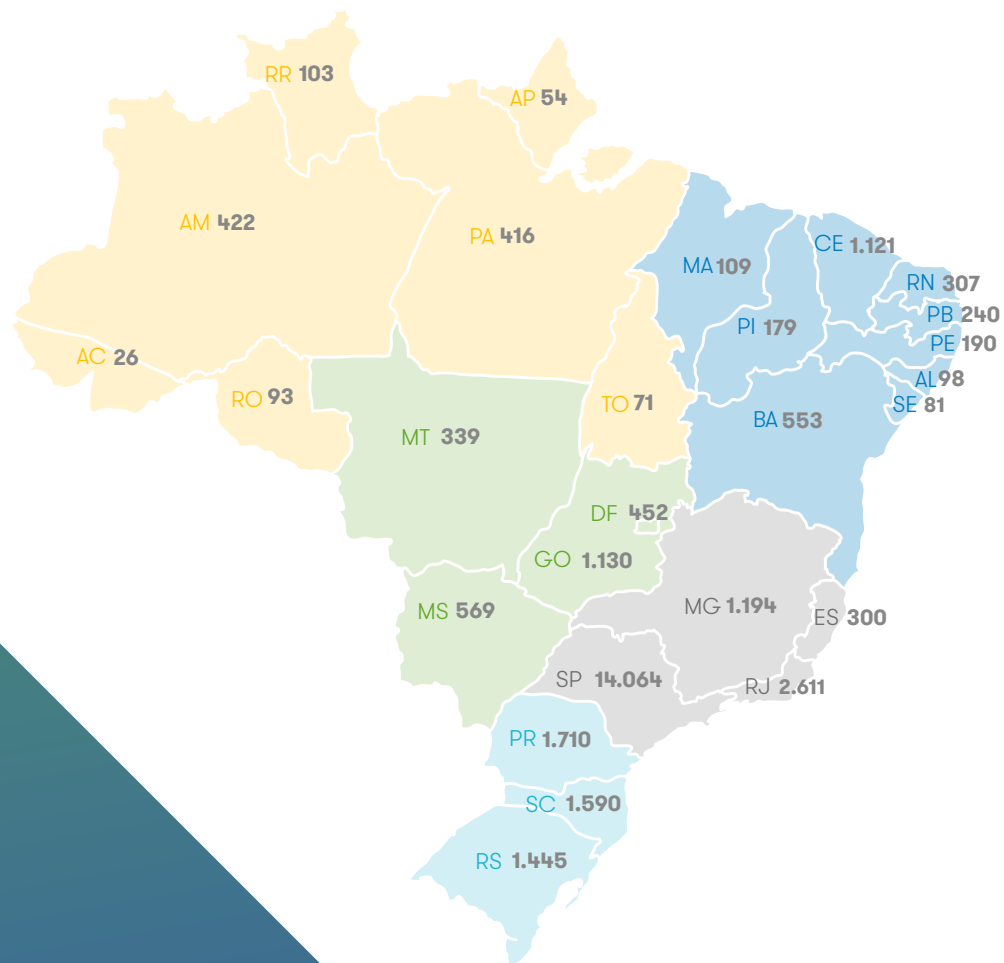 RR 103
AP 54
AM 422
PA 416
MA 109
CE 1.121
RN 307
PB 240
PI 179
PE 190
AC 26
AL 98
RO 93
TO 71
SE 81
BA 553
MT 339
DF 452
GO 1.130
MS 569
MG 1.194
ES 300
SP 14.064
RJ 2.611
PR 1.710
SC 1.590
RS 1.445